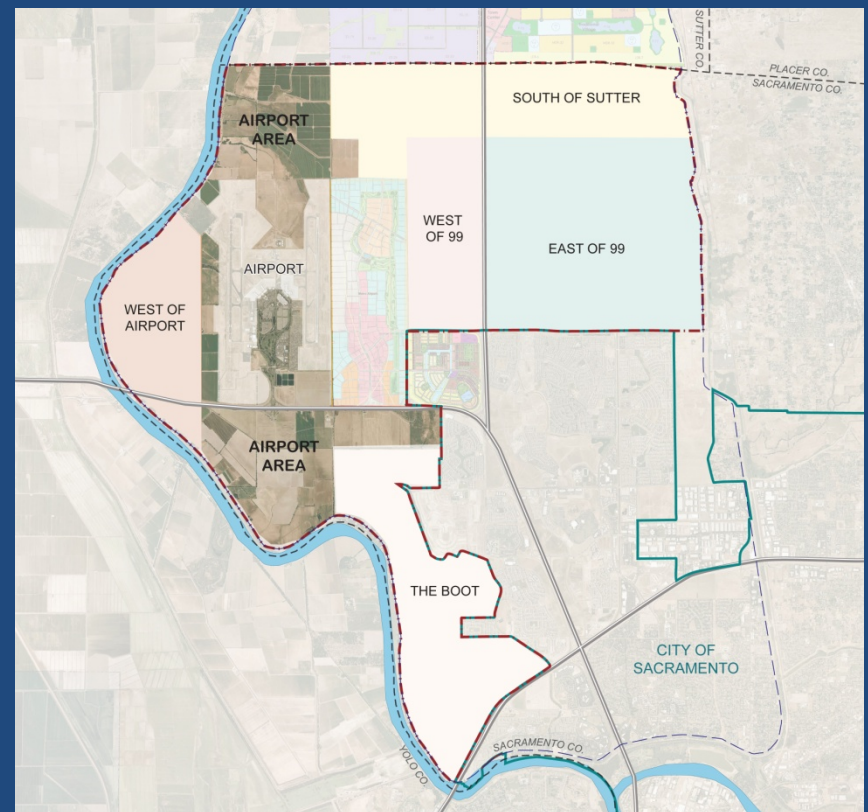 SUTTER CO.
PLACER CO.
SACRAMENTO CO.
SOUTH OF SUTTER
AIRPORT
AREA
WEST
OF 99
EAST OF 99
AIRPORT
WEST OF
AIRPORT
AIRPORT
AREA
THE BOOT
CITY OF
SACRAMENTO
SACRAMENTO CO.
YOLO CO.